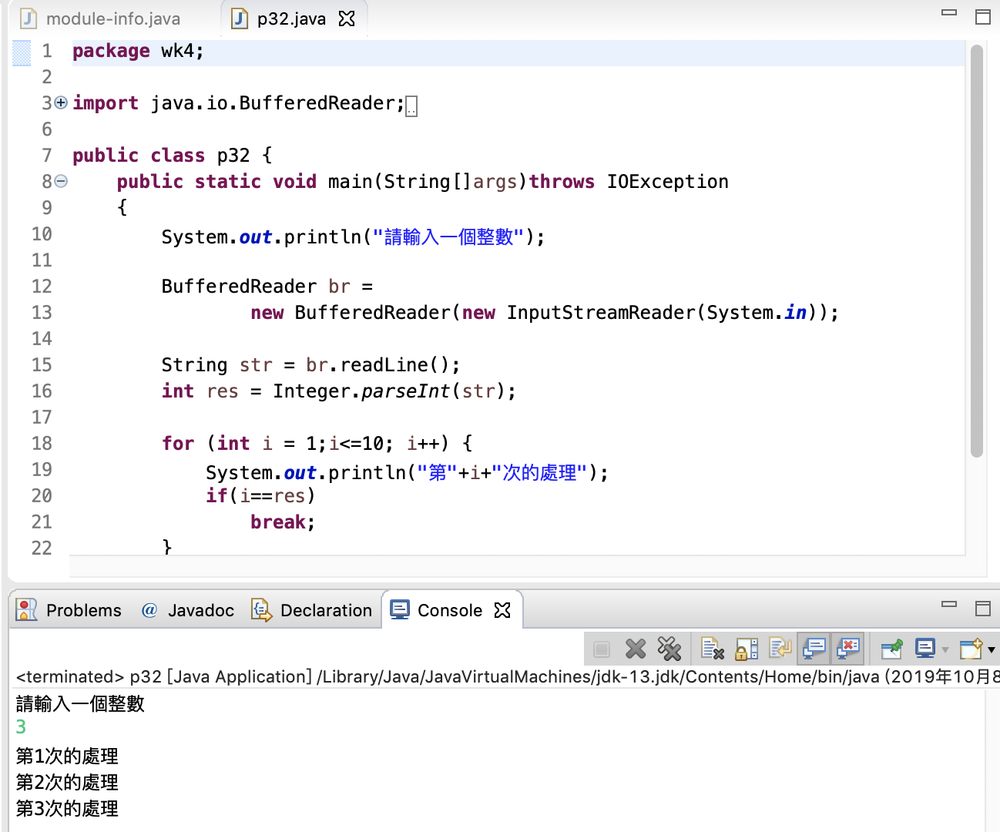 module-info.java p32.java
1 package wk4;
2
3 import java.io.BufferedReader;
6
7 public class p32 {
8 public static void main(String[]args)throws IOException
9 {
10 System.out.println("請輸入一個整數");
11
12 BufferedReader br =
13 new BufferedReader(new InputStreamReader(System.in));
14
15 String str = br.readLine();
16 int res = Integer.parseInt(str);
17
18 for (int i = 1;i<=10; i++) {
19 System.out.println("第"+i+"次的處理");
20 if(i==res)
21 break;
22 }
Problems @ Javadoc Declaration Console
<terminated> p32 [Java Application] /Library/Java/JavaVirtualMachines/jdk-13.jdk/Contents/Home/bin/java (2019年10月8
請輸入一個整數
3
第1次的處理
第2次的處理
第3次的處理